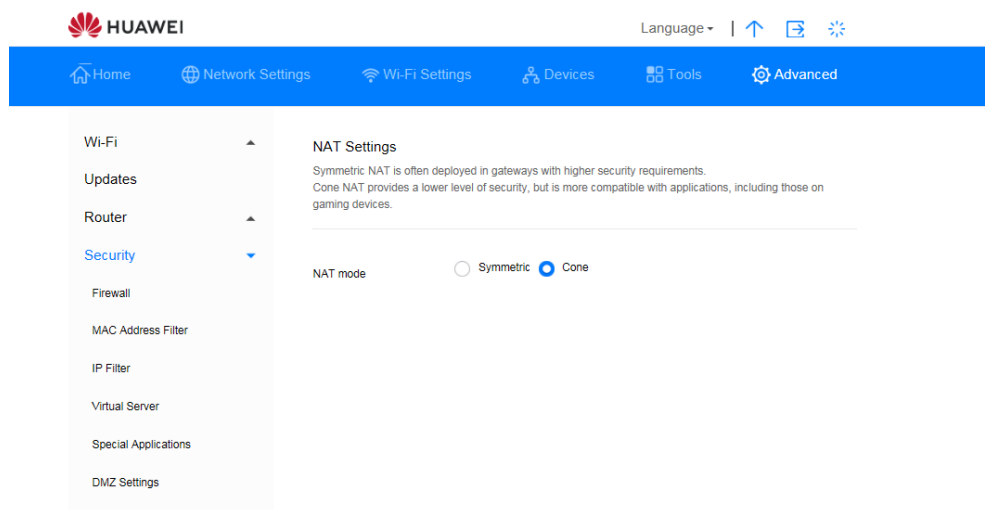 HUAWEI
Language
Home
Network Settings
Wi-Fi Settings
Devices
Tools
Advanced
Wi-Fi
Updates
Router
Security
Firewall
MAC Address Filter
IP Filter
Virtual Server
Special Applications
DMZ Settings
NAT Settings
Symmetric NAT is often deployed in gateways with higher security requirements.
Cone NAT provides a lower level of security, but is more compatible with applications, including those on
gaming devices.
NAT mode Symmetric Cone